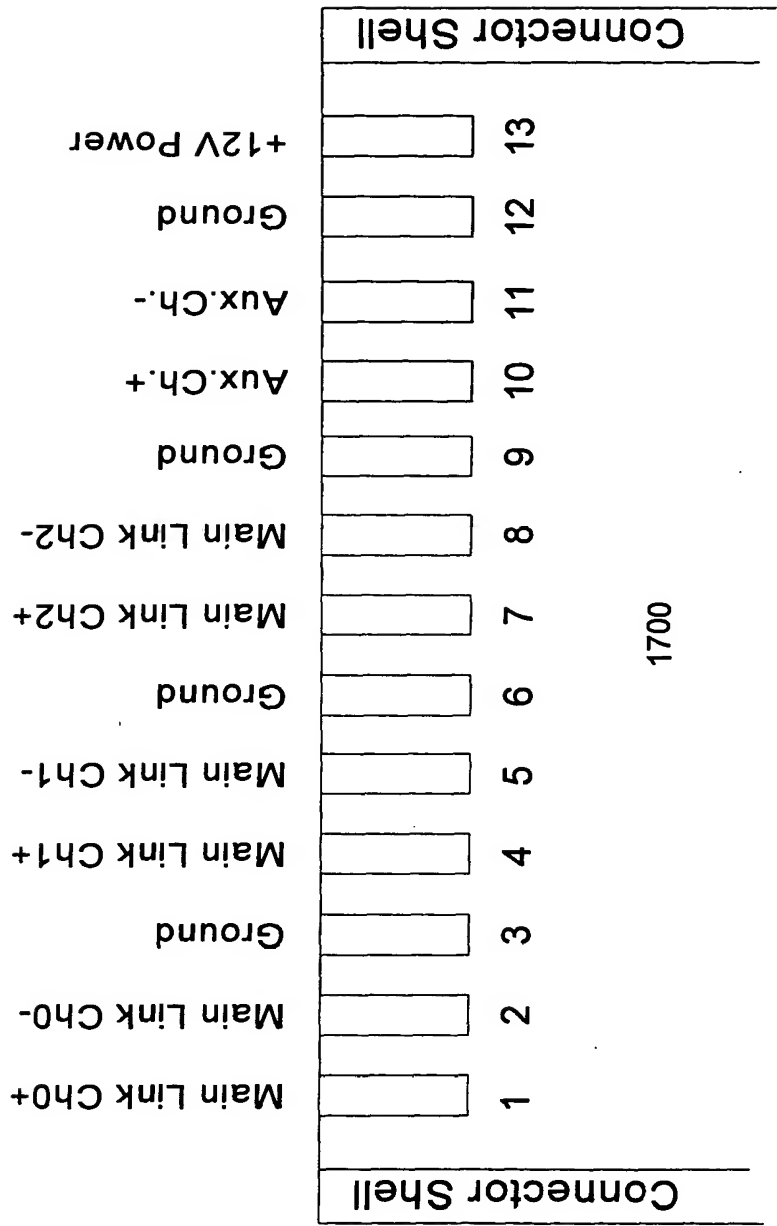 Connector Shell
+12V Power 13
Ground 12
Aux.Ch.- 11
Aux.Ch.+ 10
Ground 9
Main Link Ch2- 8
Main Link Ch2+ 7
Ground 6
Main Link Ch1- 5
Main Link Ch1+ 4
Ground 3
Main Link Ch0- 2
Main Link Ch0+ 1
Connector Shell
1700